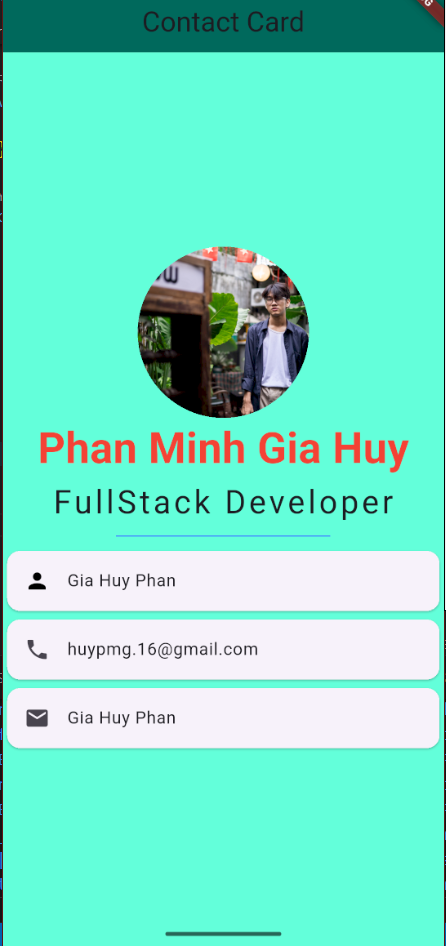 Contact Card
Phan Minh Gia Huy
FullStack Developer
Gia Huy Phan
huypmg.16@gmail.com
Gia Huy Phan